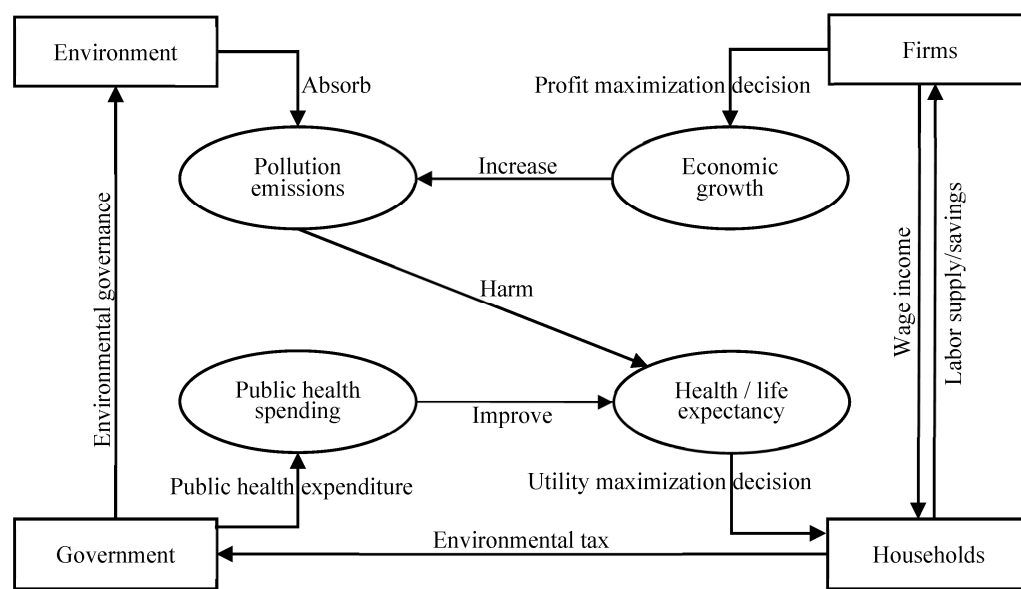 Environment
Firms
Absorb
Profit maximization decision
Pollution
emissions
Increase
Economic
growth
Environmental governance
Harm
Wage income
Labor supply/savings
Public health
spending
Improve
Health / life
expectancy
Public health expenditure
Utility maximization decision
Government
Environmental tax
Households